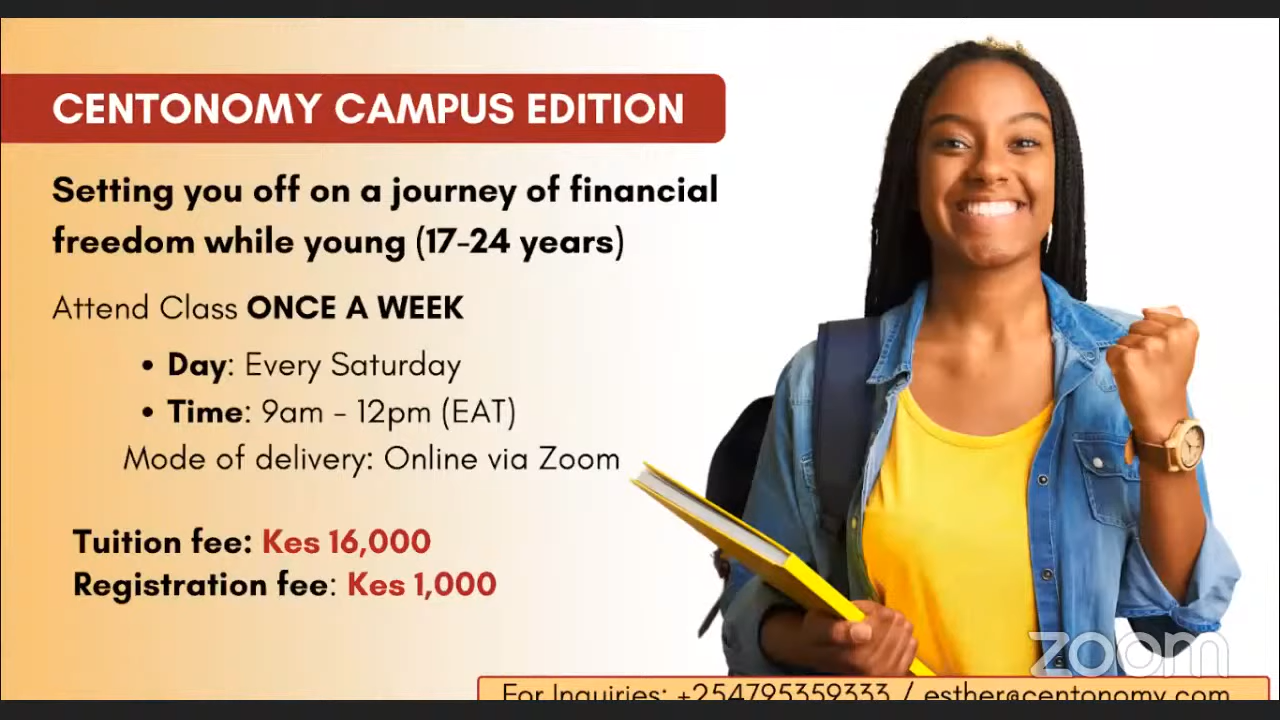 CENTONOMY CAMPUS EDITION
Setting you off on a journey of financial
freedom while young (17-24 years)
Attend Class ONCE A WEEK
• Day: Every Saturday
• Time: 9am - 12pm (EAT)
Mode of delivery: Online via Zoom
Tuition fee: Kes 16,000
Registration fee: Kes 1,000
zoom
For Inquiries: +254795359333 / esther@centonomy.com